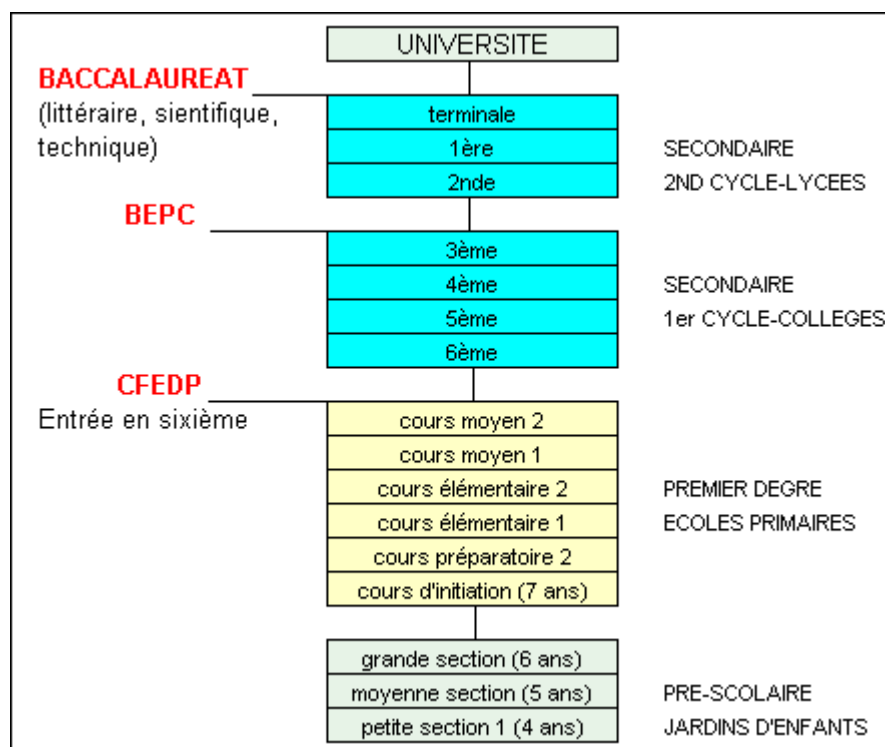 UNIVERSITE
BACCALAUREAT
(littéraire, sientifique,
technique)
terminale
1ère
2nde
SECONDAIRE
2ND CYCLE-LYCEES
BEPC
3ème
4ème
5ème
6ème
SECONDAIRE
1er CYCLE-COLLEGES
CFEDP
Entrée en sixième
cours moyen 2
cours moyen 1
cours élémentaire 2
cours élémentaire 1
cours préparatoire 2
cours d'initiation (7 ans)
PREMIER DEGRE
ECOLES PRIMAIRES
grande section (6 ans)
moyenne section (5 ans)
petite section 1 (4 ans)
PRE-SCOLAIRE
JARDINS D'ENFANTS